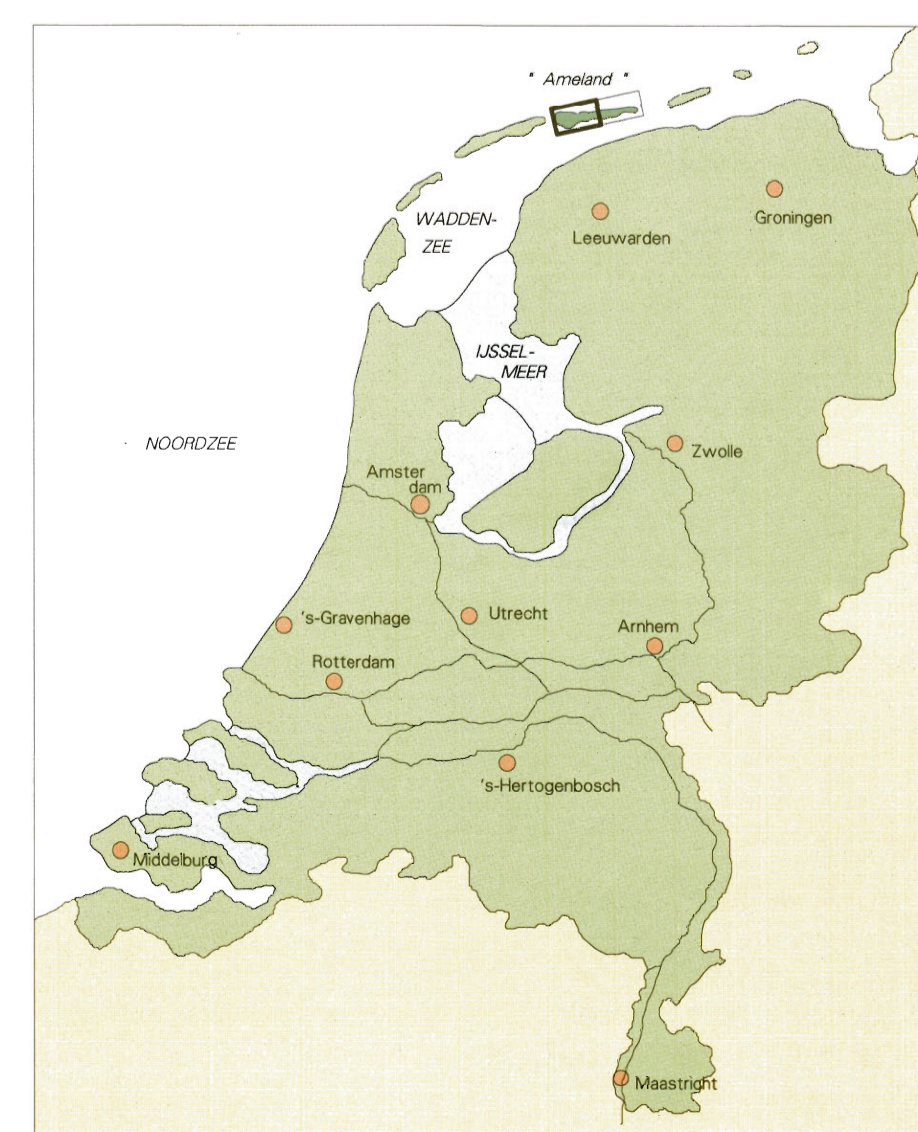 " Ameland "
WADDEN-
ZEE
Groningen
Leeuwarden
IJSSEL-
MEER
NOORDZEE
Zwolle
Amster
dam
's-Gravenhage
Utrecht
Arnhem
Rotterdam
's-Hertogenbosch
Middelburg
Maastright